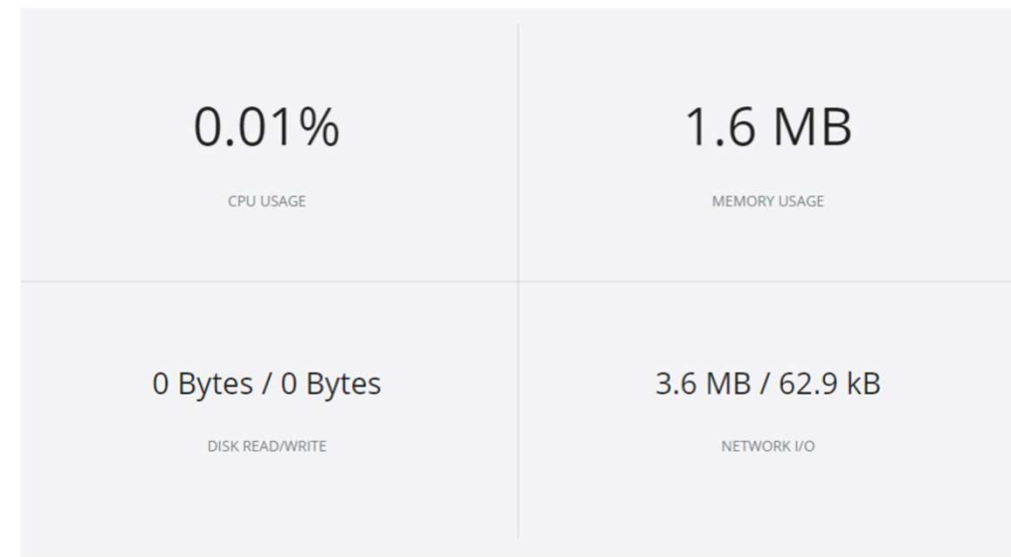 0.01%
CPU USAGE
1.6 MB
MEMORY USAGE
0 Bytes / 0 Bytes
DISK READ/WRITE
3.6 MB / 62.9 kB
NETWORK I/O